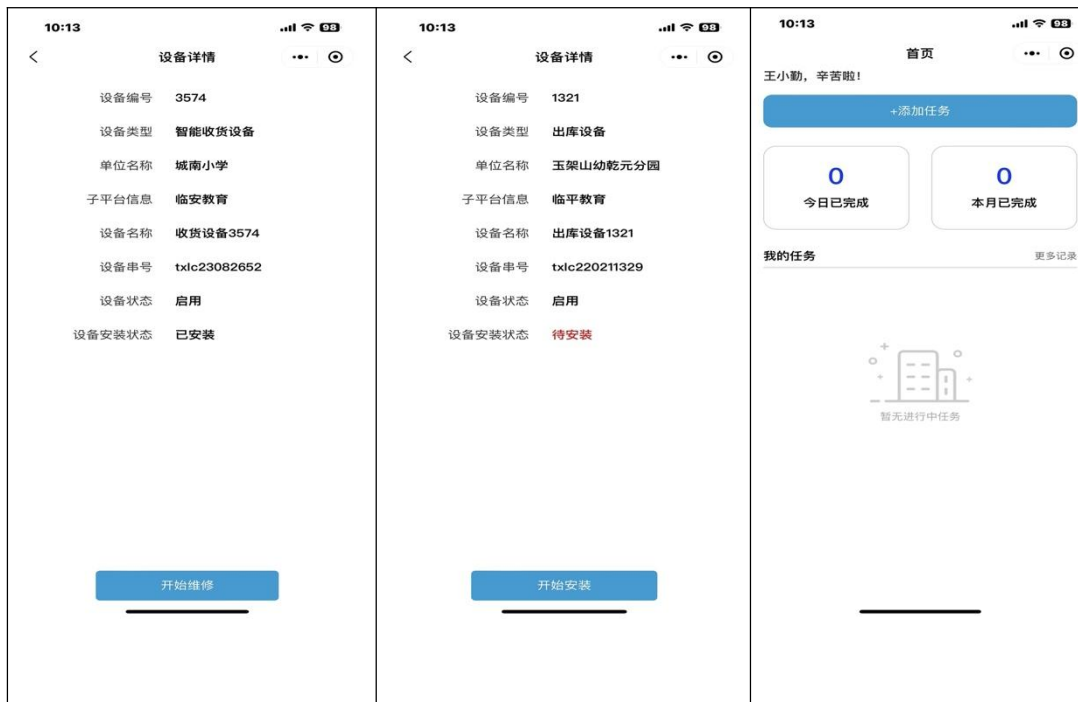 10:13
98
设备详情
设备编号 3574
设备类型 智能收货设备
单位名称 城南小学
子平台信息 临安教育
设备名称 收货设备3574
设备串号 txlc23082652
设备状态 启用
设备安装状态 已安装
开始维修
10:13
98
设备详情
设备编号 1321
设备类型 出库设备
单位名称 玉架山幼乾元分园
子平台信息 临平教育
设备名称 出库设备1321
设备串号 txlc220211329
设备状态 启用
设备安装状态 待安装
开始安装
10:13
98
首页
王小勤，辛苦啦！
+添加任务
0
今日已完成
0
本月已完成
我的任务 更多记录
暂无进行中任务